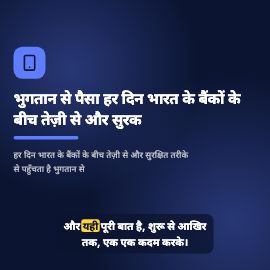 भुगतान से पैसा हर दिन भारत के बैंकों के
बीच तेज़ी से और सुरक
हर दिन भारत के बैंकों के बीच तेज़ी से और सुरक्षित तरीके
से पहुँचता है भुगतान से
और यही पूरी बात है, शुरू से आखिर
तक, एक एक कदम करके।